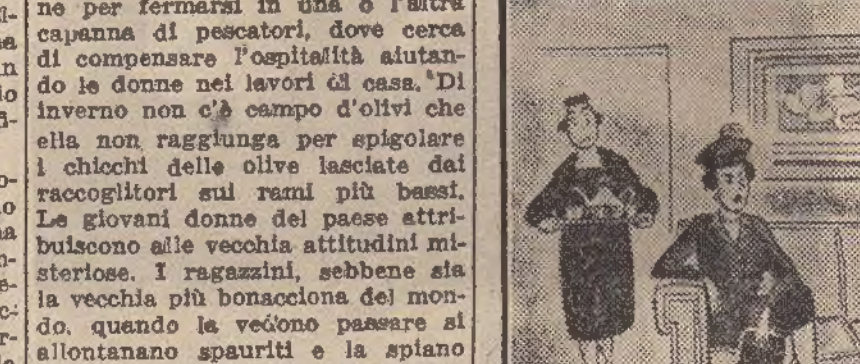 ne per fermarsi in una o l'altra
capanna di pescatori, dove cerca
di compensare l'ospitalità aiutan-
do le donne nei lavori di casa. Di
inverno non c'è campo d'olivi che
ella non raggiunga per spigolare
i chicchi delle olive lasciate dai
raccoglitori sui rami più bassi.
Le giovani donne del paese attri-
buiscono alle vecchia attitudini mi-
steriose. I ragazzini, sebbene sia
la vecchia più bonacciona del mon-
do, quando la vedono passare si
allontanano spauriti e la spiano